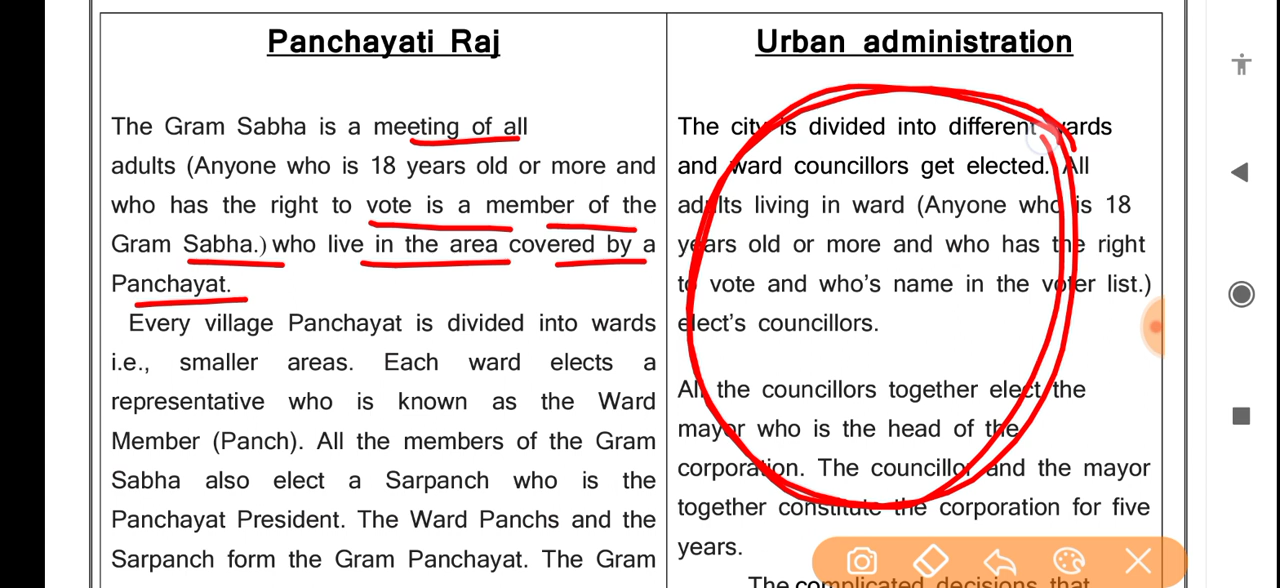 Panchayati Raj
The Gram Sabha is a meeting of all
adults (Anyone who is 18 years old or more and
who has the right to vote is a member of the
Gram Sabha.) who live in the area covered by a
Panchayat.
Every village Panchayat is divided into wards
i.e., smaller areas. Each ward elects a
representative who is known as the Ward
Member (Panch). All the members of the Gram
Sabha also elect a Sarpanch who is the
Panchayat President. The Ward Panchs and the
Sarpanch form the Gram Panchayat. The Gram
Urban administration
The city is divided into different wards
and ward councillors get elected. All
adults living in ward (Anyone who is 18
years old or more and who has the right
to vote and who's name in the voter list.)
elect's councillors.
All the councillors together elect the
mayor who is the head of the
corporation. The councillor and the mayor
together constitute the corporation for five
years.
The complicated decisions that